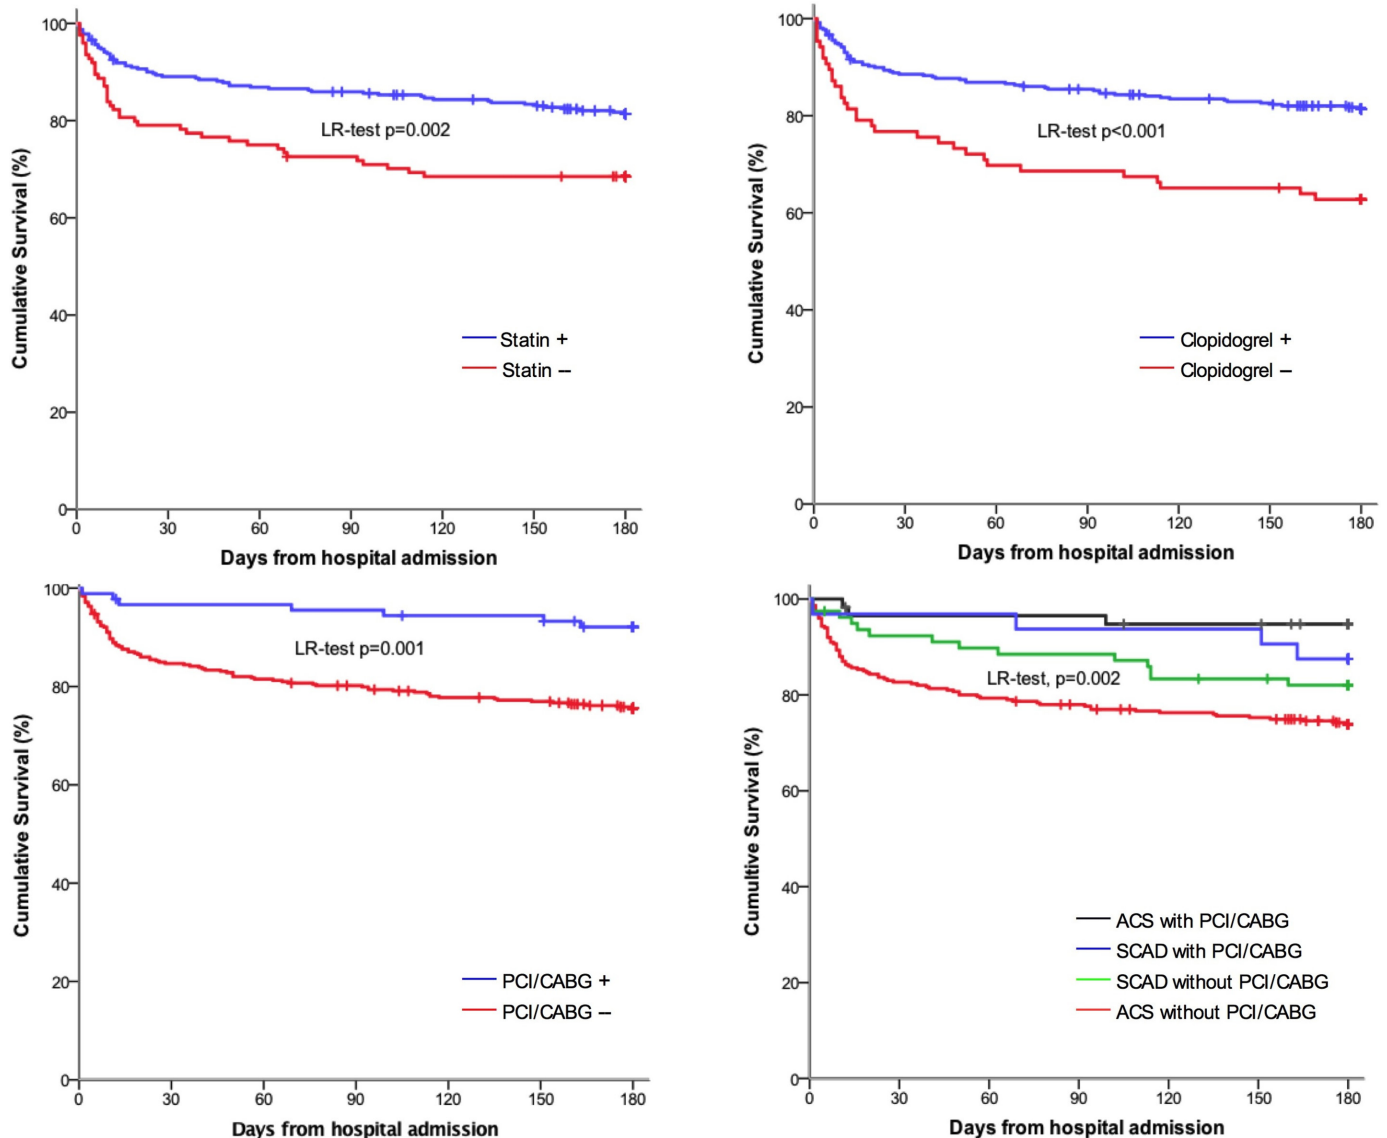 100
80
60
40
20
0
Cumulative Survival (%)
LR-test p=0.002
Statin +
Statin --
0 30 60 90 120 150 180
Days from hospital admission
100
80
60
40
20
0
Cumulative Survival (%)
LR-test p<0.001
Clopidogrel +
Clopidogrel –
0 30 60 90 120 150 180
Days from hospital admission
100
80
60
40
20
0
Cumulative Survival (%)
LR-test p=0.001
PCI/CABG +
PCI/CABG --
0 30 60 90 120 150 180
Days from hospital admission
100
80
60
40
20
0
Cumultive Survival (%)
LR-test, p=0.002
ACS with PCI/CABG
SCAD with PCI/CABG
SCAD without PCI/CABG
ACS without PCI/CABG
0 30 60 90 120 150 180
Days from hospital admission